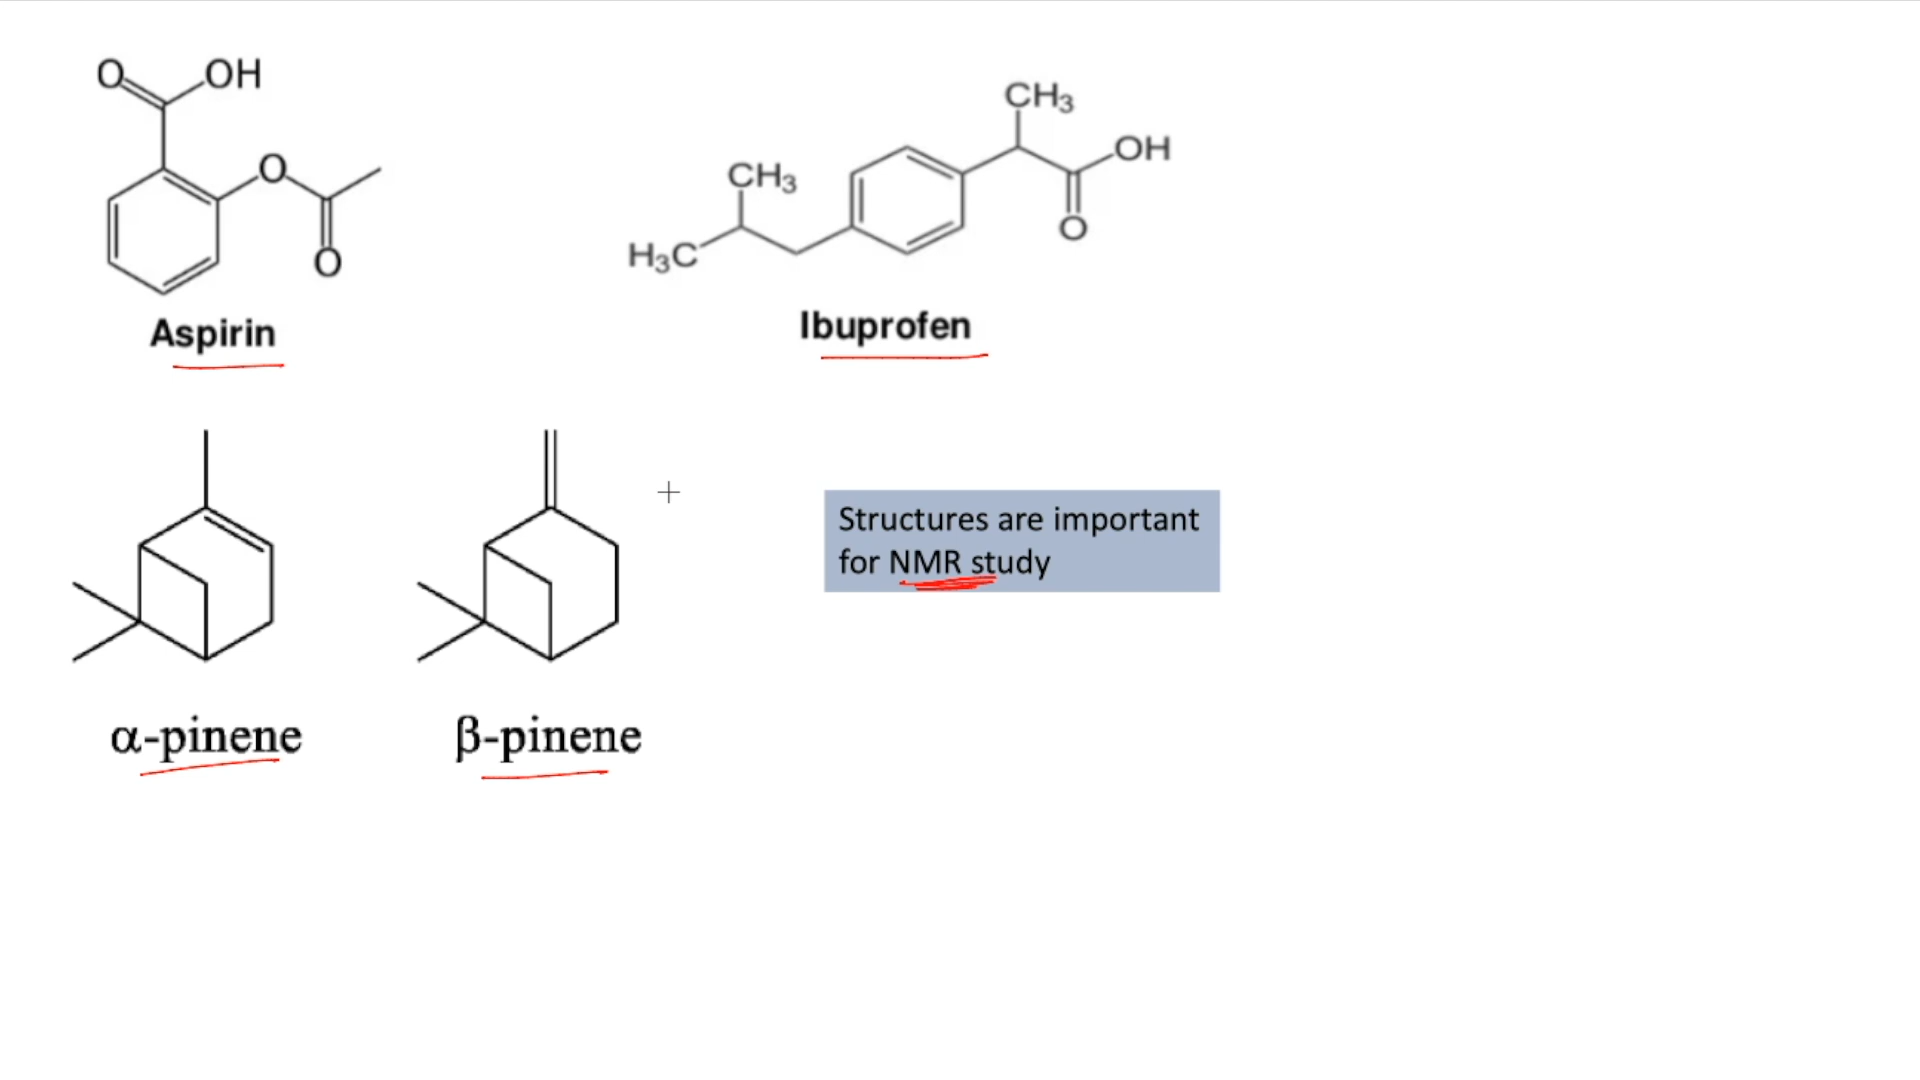 O OH
O
O
Aspirin
CH3
OH
CH3
O
H3C
Ibuprofen
α-pinene
β-pinene
Structures are important
for NMR study